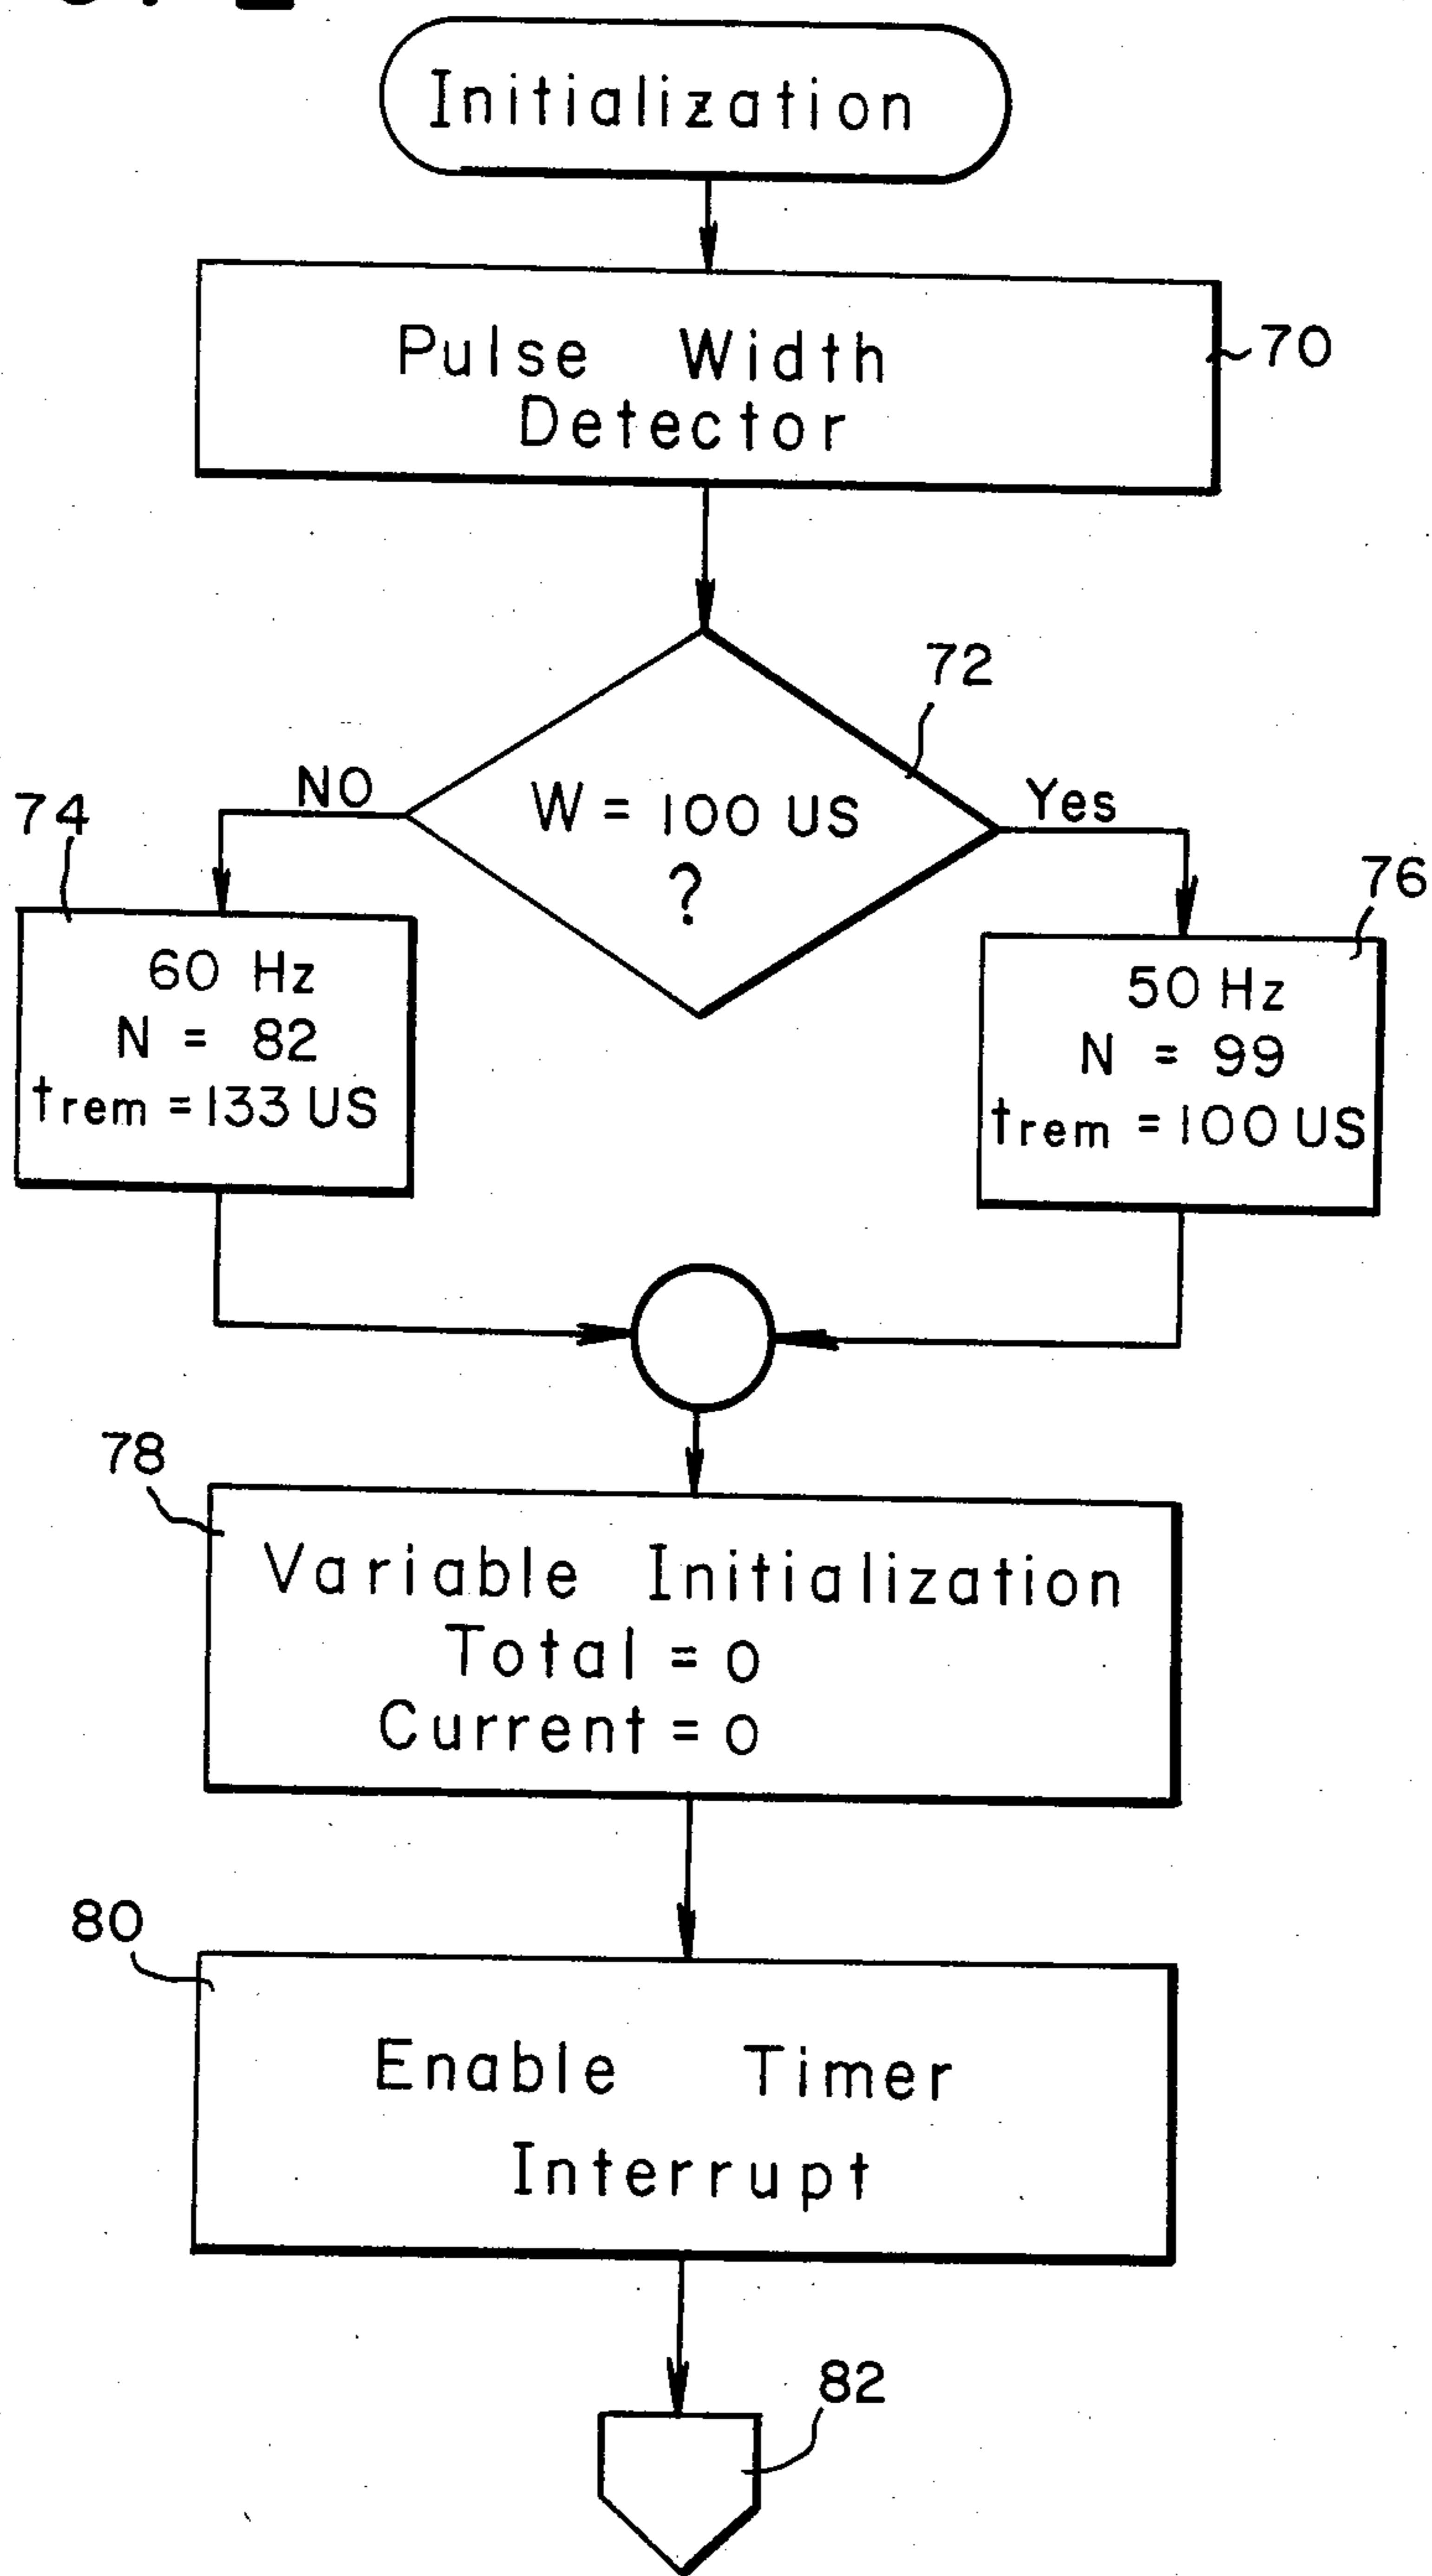 Initialization
Pulse Width
Detector
70
72
W = 100 US
?
NO
Yes
74
60 Hz
N = 82
trem = 133 US
76
50 Hz
N = 99
trem = 100 US
78
Variable Initialization
Total = 0
Current = 0
80
Enable Timer
Interrupt
82